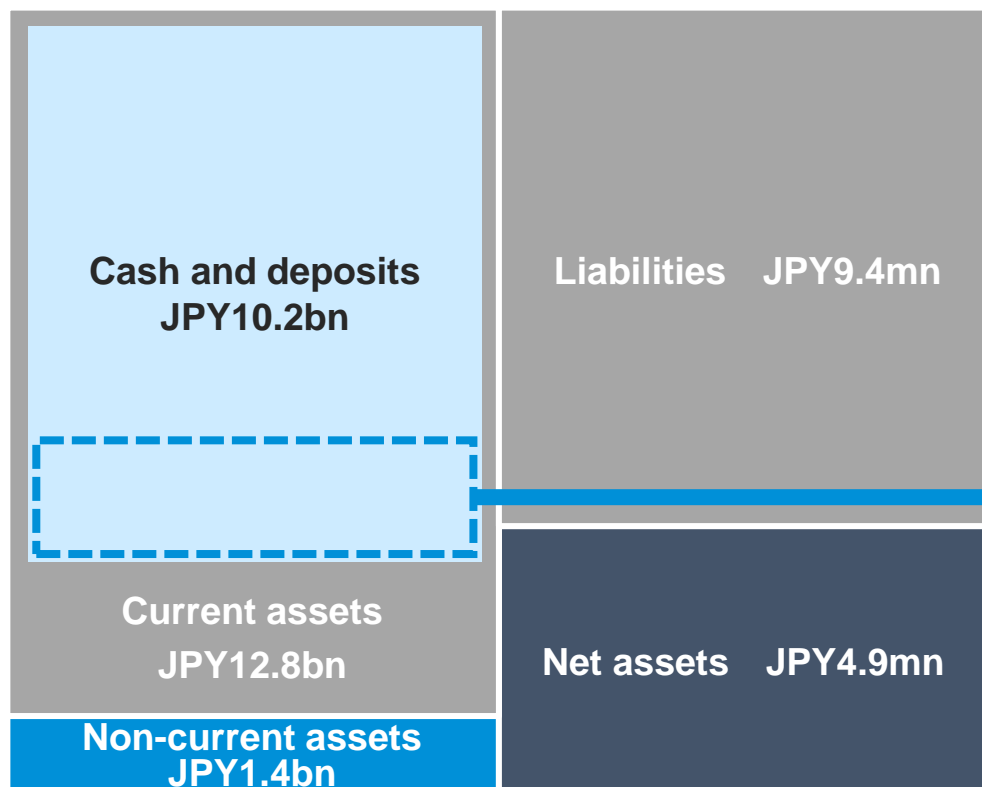 Cash and deposits
JPY10.2bn
Liabilities JPY9.4mn
Current assets
JPY12.8bn
Net assets JPY4.9mn
Non-current assets
JPY1.4bn